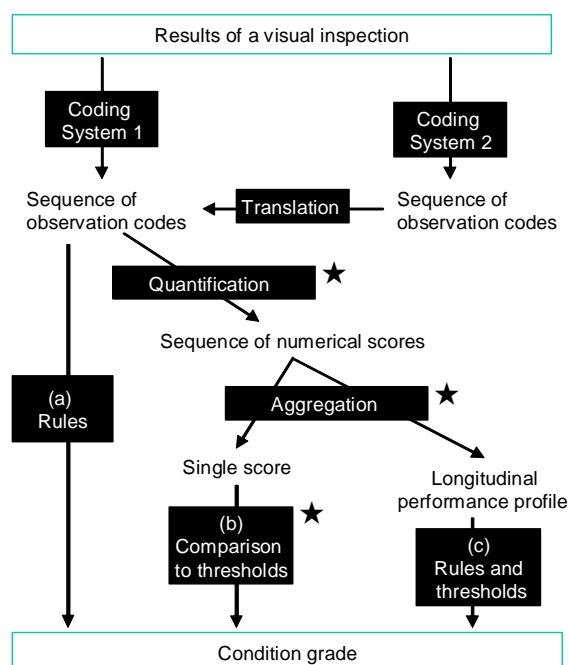 Results of a visual inspection
Coding
System 1
Coding
System 2
Sequence of
observation codes
Translation
Sequence of
observation codes
Quantification
Sequence of numerical scores
(a)
Rules
Aggregation
Single score
Longitudinal
performance profile
(b)
Comparison
to thresholds
(c)
Rules and
thresholds
Condition grade